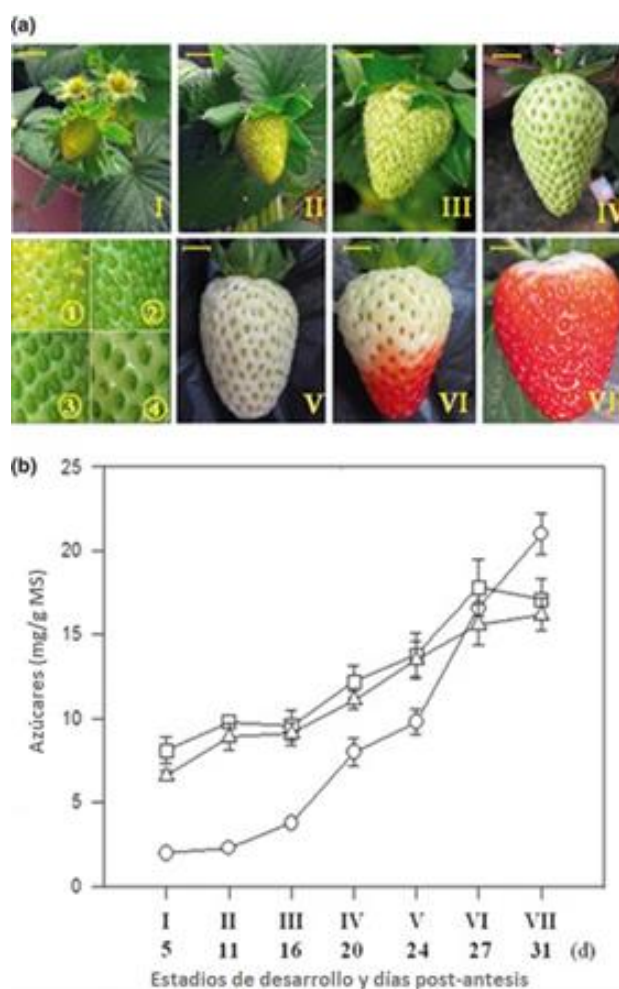 (a)
I II III IV
① ②
③ ④
V VI VII
(b)
Azúcares (mg/g MS)
25
20
15
10
5
0
I II III IV V VI VII
5 11 16 20 24 27 31 (d)
Estadios de desarrollo y días post-antesis